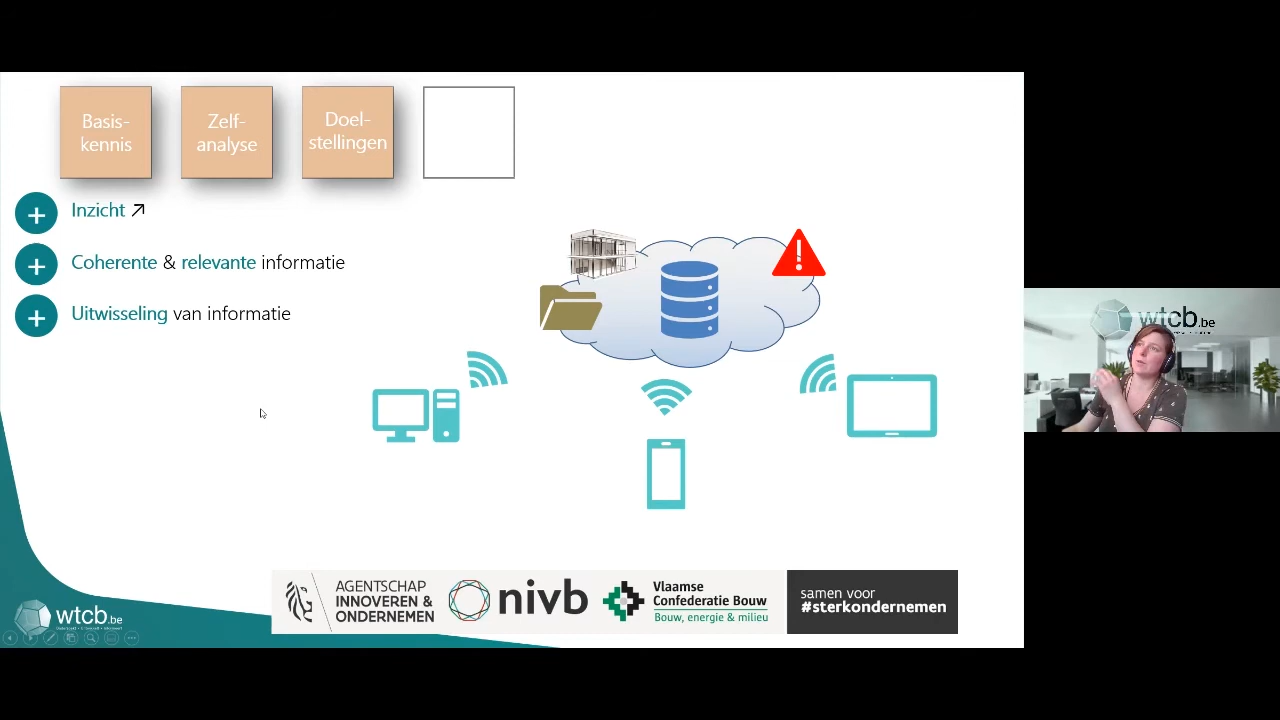 Basis-
kennis
Zelf-
analyse
Doel-
stellingen
+ Inzicht ↗
+ Coherente & relevante informatie
+ Uitwisseling van informatie
!
wtcb.be
wtcb.be
AGENTSCHAP
INNOVEREN &
ONDERNEMEN
nivb
Vlaamse
Confederatie Bouw
Bouw, energie & milieu
samen voor
#sterkondernemen